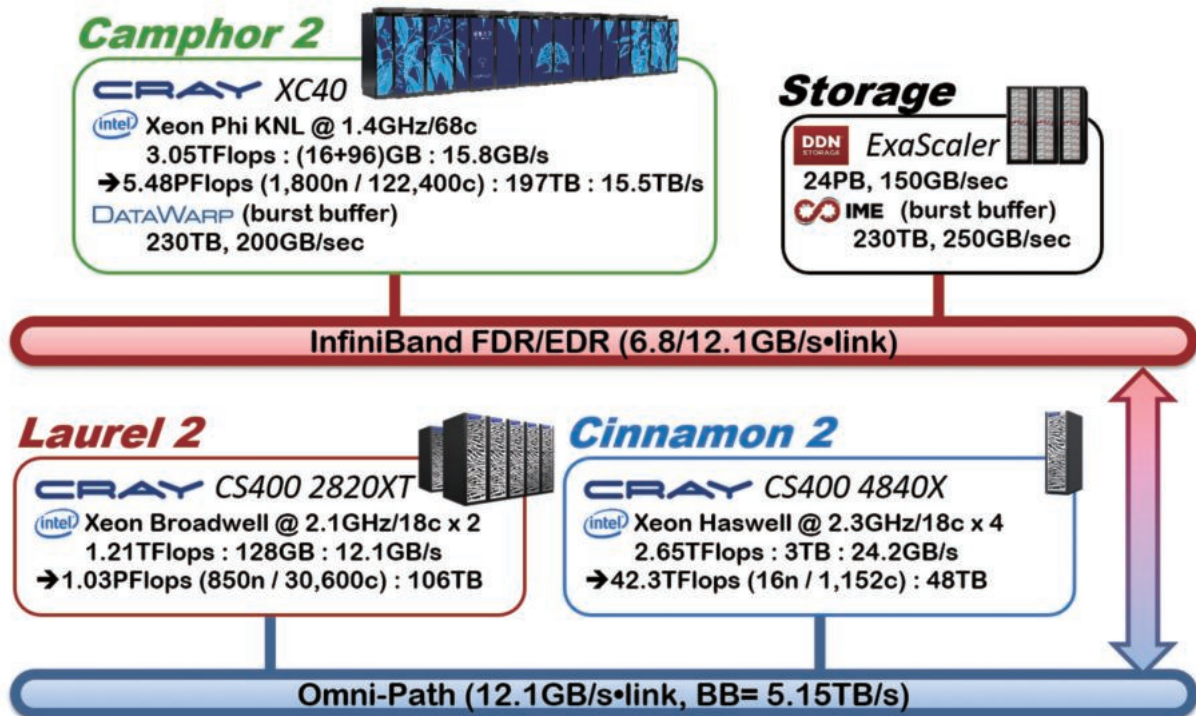 Camphor 2
CRAY XC40
intel Xeon Phi KNL @ 1.4GHz/68c
3.05TFlops : (16+96)GB : 15.8GB/s
➔5.48PFlops (1,800n / 122,400c) : 197TB : 15.5TB/s
DATAWARP (burst buffer)
230TB, 200GB/sec
Storage
DDN STORAGE ExaScaler
24PB, 150GB/sec
IME (burst buffer)
230TB, 250GB/sec
InfiniBand FDR/EDR (6.8/12.1GB/s•link)
Laurel 2
CRAY CS400 2820XT
intel Xeon Broadwell @ 2.1GHz/18c x 2
1.21TFlops : 128GB : 12.1GB/s
➔1.03PFlops (850n / 30,600c) : 106TB
Cinnamon 2
CRAY CS400 4840X
intel Xeon Haswell @ 2.3GHz/18c x 4
2.65TFlops : 3TB : 24.2GB/s
➔42.3TFlops (16n / 1,152c) : 48TB
Omni-Path (12.1GB/s•link, BB= 5.15TB/s)